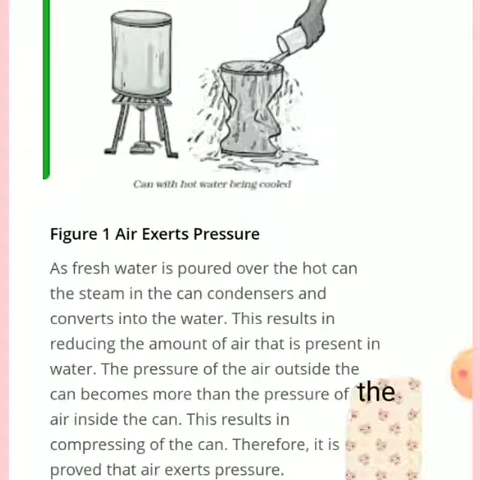 Can with hot water being cooled
Figure 1 Air Exerts Pressure
As fresh water is poured over the hot can
the steam in the can condensers and
converts into the water. This results in
reducing the amount of air that is present in
water. The pressure of the air outside the
can becomes more than the pressure of the
air inside the can. This results in
compressing of the can. Therefore, it is
proved that air exerts pressure.